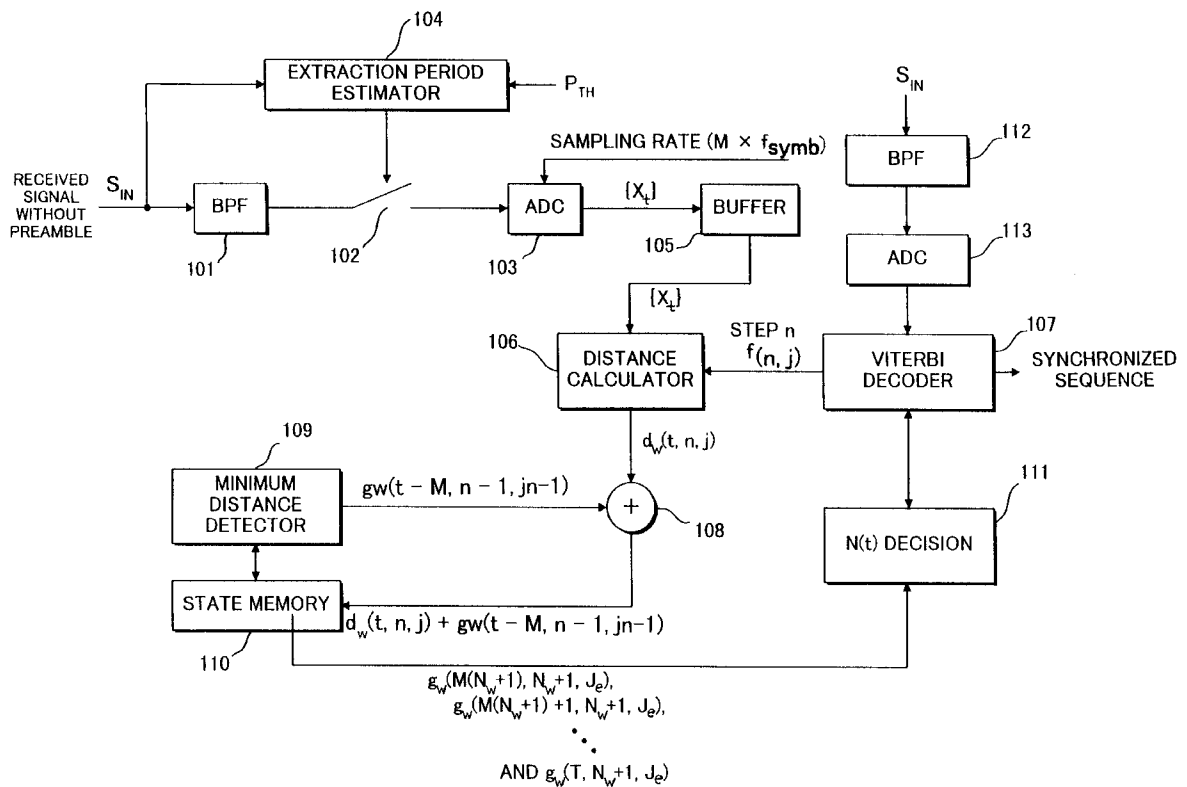 104
EXTRACTION PERIOD
ESTIMATOR
P_TH
S_IN
112
BPF
SAMPLING RATE (M × f_symb)
RECEIVED
SIGNAL
WITHOUT
PREAMBLE
S_IN
BPF
101
102
ADC
103
{X_t}
BUFFER
105
113
ADC
{X_t}
106
DISTANCE
CALCULATOR
STEP n
f(n, j)
107
VITERBI
DECODER
SYNCHRONIZED
SEQUENCE
d_w(t, n, j)
109
MINIMUM
DISTANCE
DETECTOR
gw(t − M, n − 1, jn−1)
+
108
111
N(t) DECISION
STATE MEMORY
110
d_w(t, n, j) + gw(t − M, n − 1, jn−1)
g_w(M(N_w+1), N_w+1, J_e),
g_w(M(N_w+1) +1, N_w+1, J_e),
AND g_w(T, N_w+1, J_e)